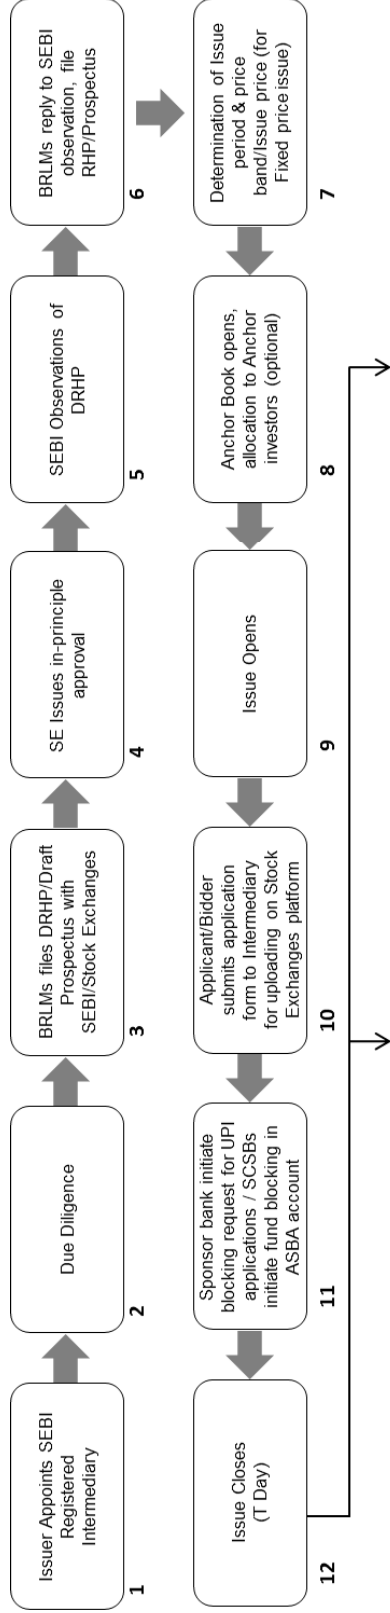 Issuer Appoints SEBI
Registered
Intermediary
1
Due Diligence
2
BRLMs files DRHP/Draft
Prospectus with
SEBI/Stock Exchanges
3
SE Issues in-principle
approval
4
SEBI Observations of
DRHP
5
BRLMs reply to SEBI
observation, file
RHP/Prospectus
6
Determination of Issue
period & price
band/Issue price (for
Fixed price issue)
7
Anchor Book opens,
allocation to Anchor
investors (optional)
8
Issue Opens
9
Applicant/Bidder
submits application
form to Intermediary
for uploading on Stock
Exchanges platform
10
Sponsor bank initiate
blocking request for UPI
applications / SCSBs
initiate fund blocking in
ASBA account
11
Issue Closes
(T Day)
12